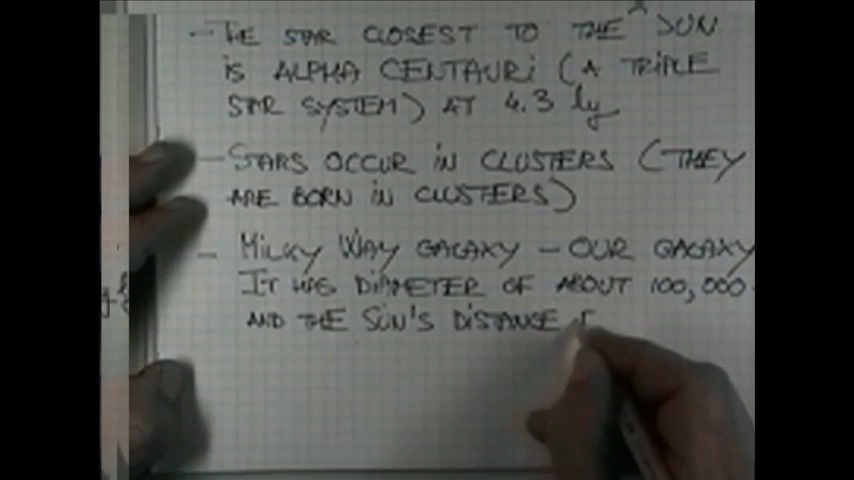 - THE STAR CLOSEST TO THE SUN
IS ALPHA CENTAURI (A TRIPLE
STAR SYSTEM) AT 4.3 ly
- STARS OCCUR IN CLUSTERS (THEY
ARE BORN IN CLUSTERS)
- MILKY WAY GALAXY - OUR GALAXY
IT HAS DIAMETER OF ABOUT 100,000
AND THE SUN'S DISTANCE